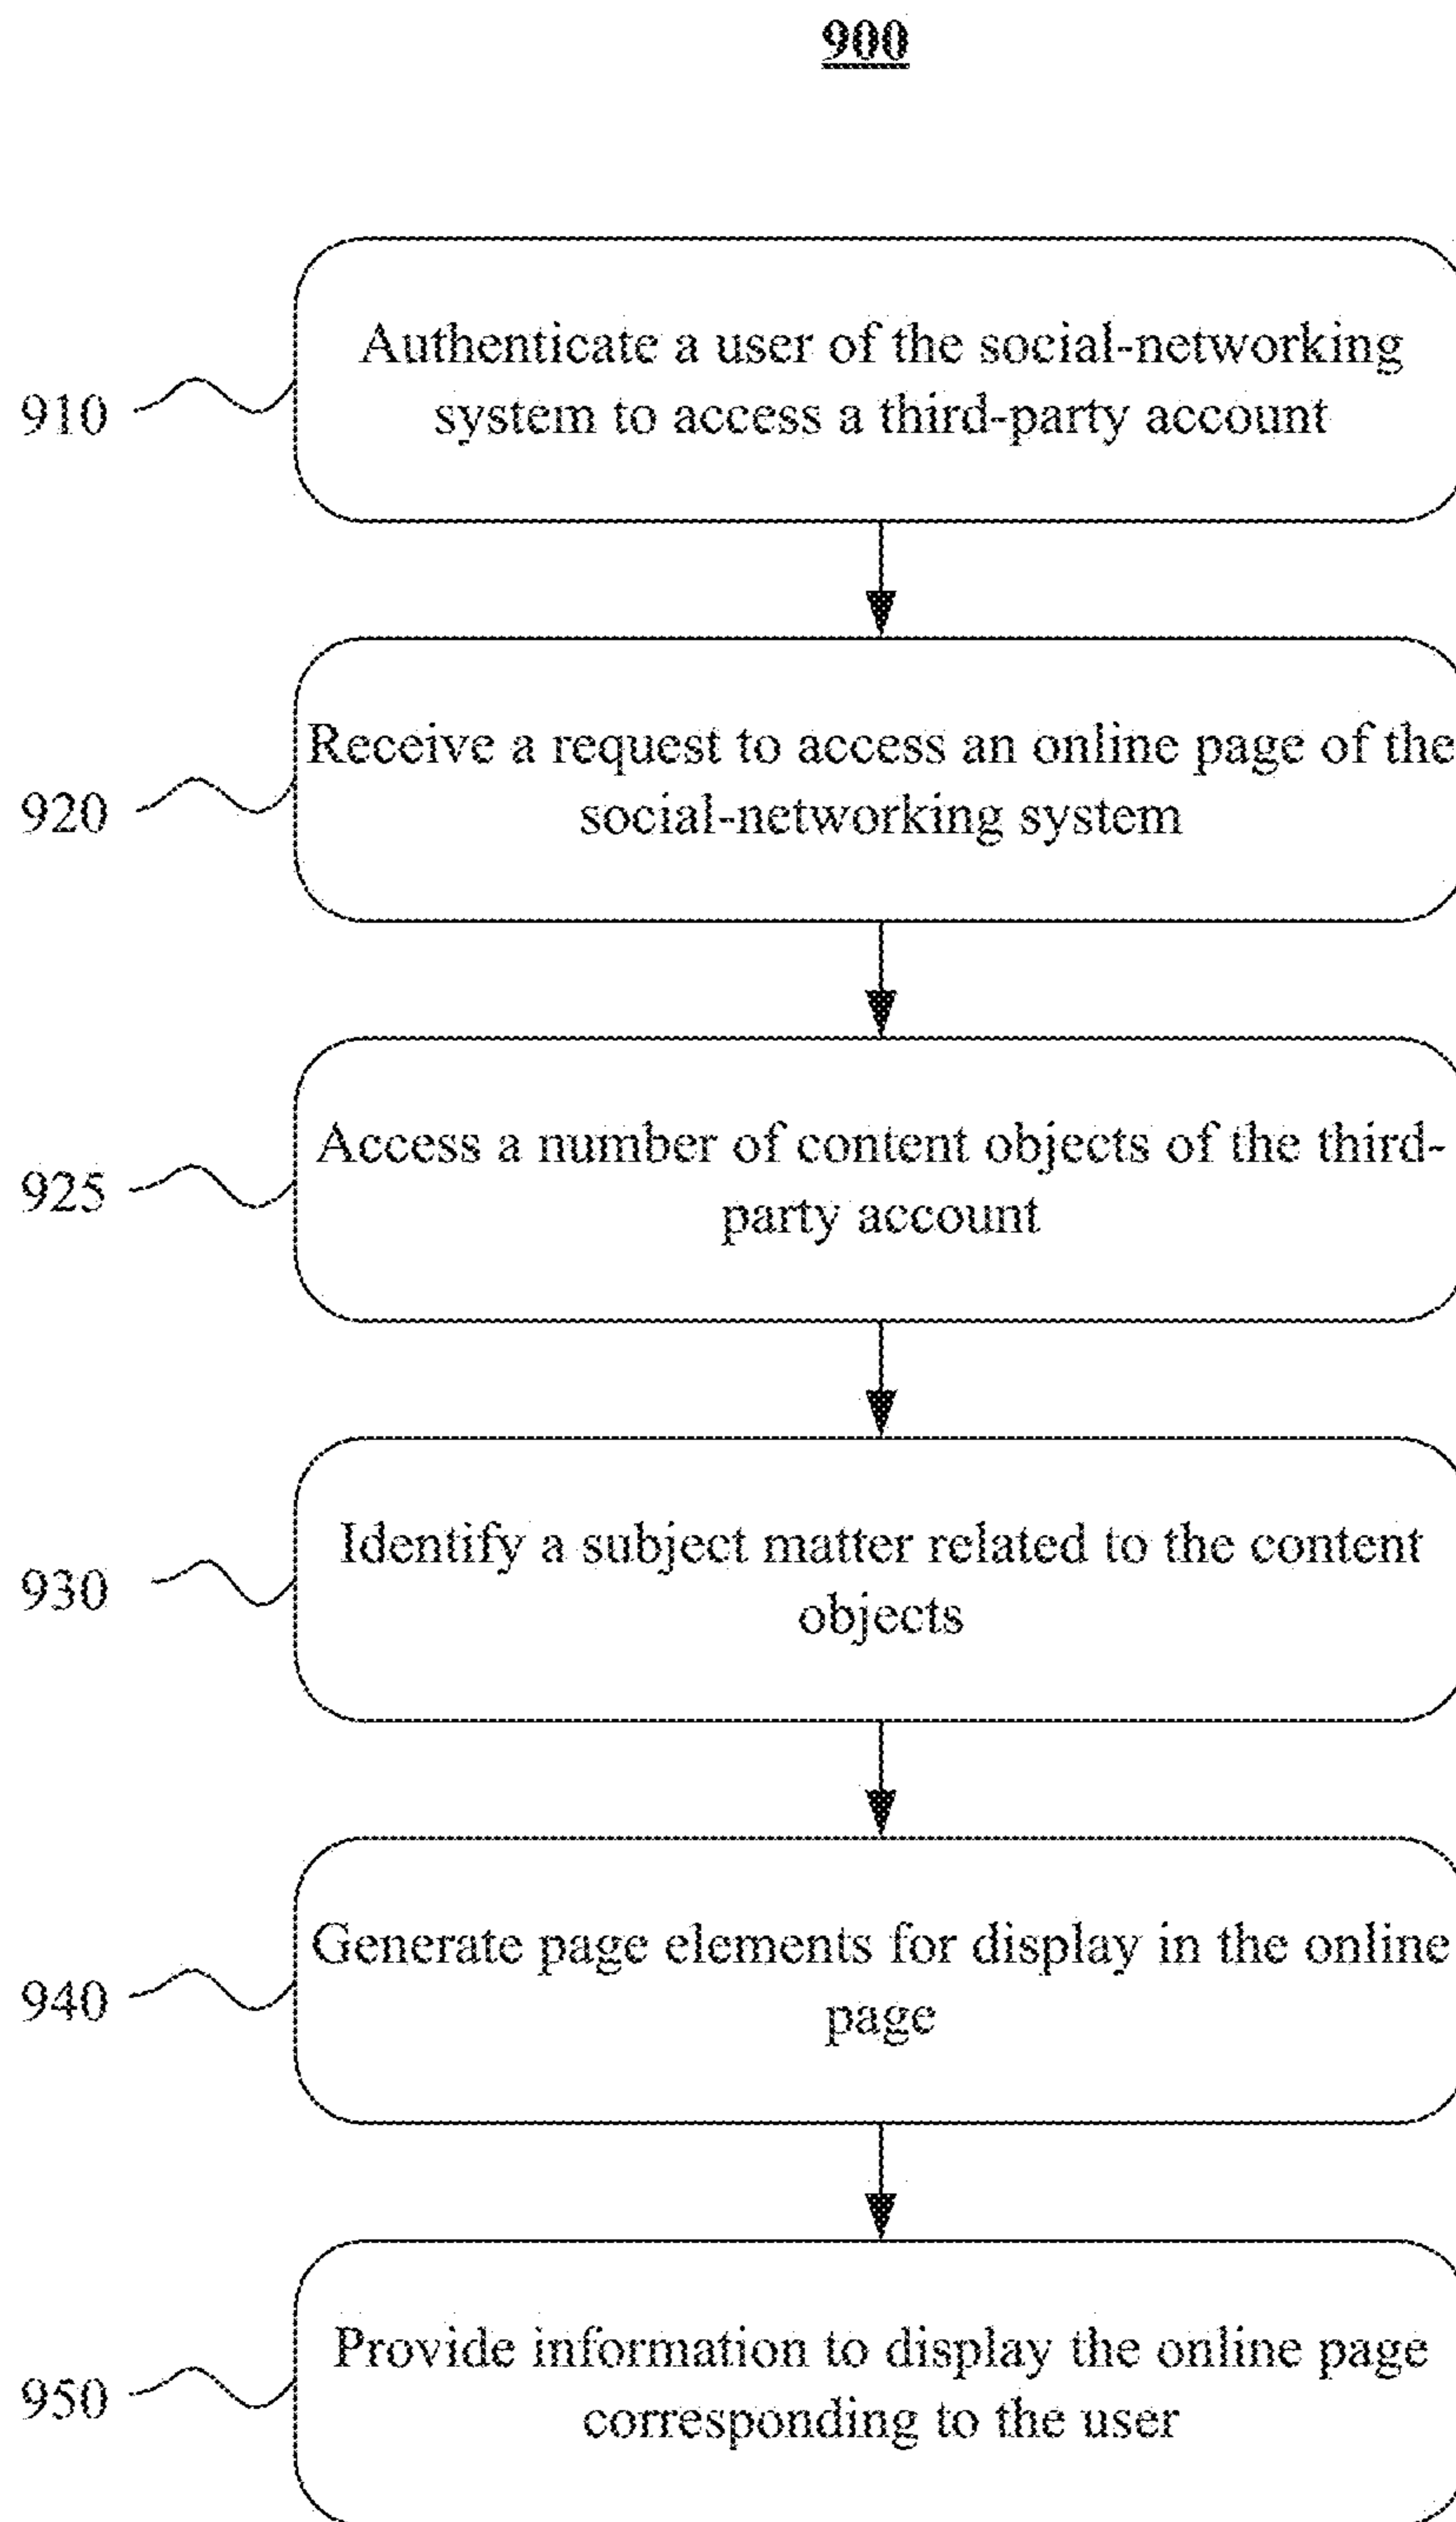 900
910
Authenticate a user of the social-networking
system to access a third-party account
920
Receive a request to access an online page of the
social-networking system
925
Access a number of content objects of the third-
party account
930
Identify a subject matter related to the content
objects
940
Generate page elements for display in the online
page
950
Provide information to display the online page
corresponding to the user